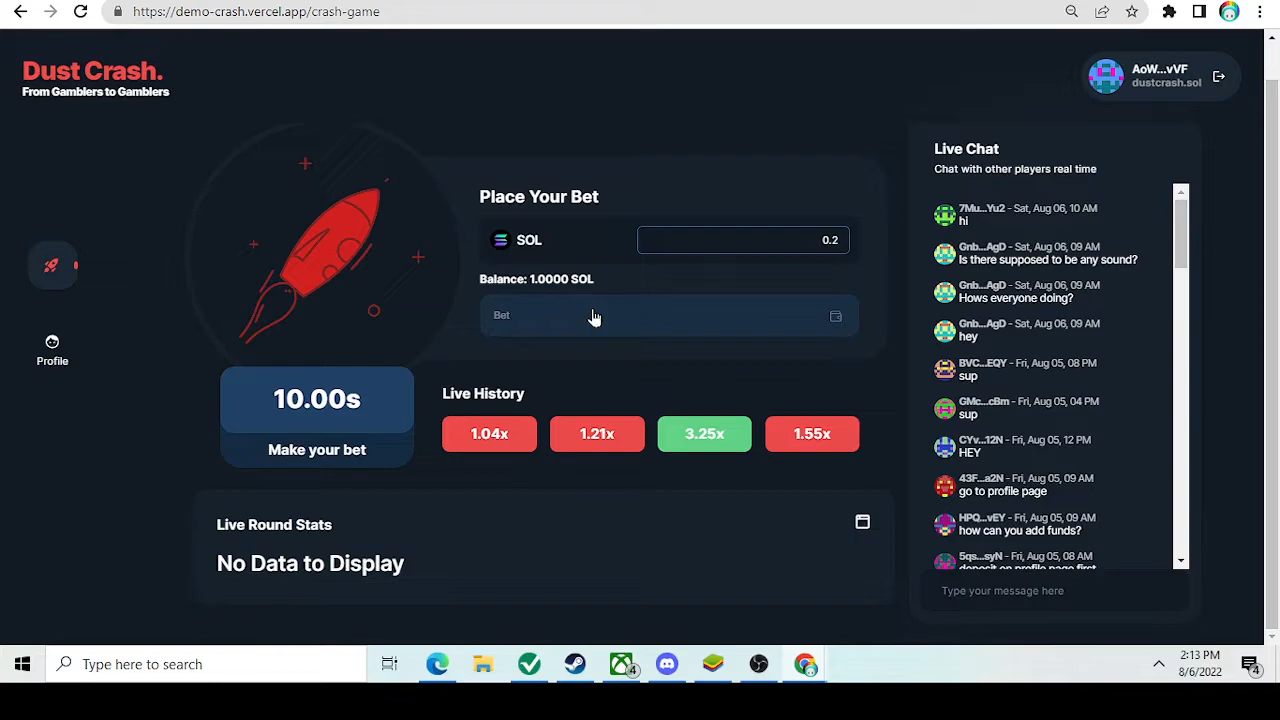 https://demo-crash.vercel.app/crash-game
Dust Crash.
From Gamblers to Gamblers
AoW...vVF
dustcrash.sol
Profile
Place Your Bet
SOL
0.2
Balance: 1.0000 SOL
Bet
10.00s
Make your bet
Live History
1.04x
1.21x
3.25x
1.55x
Live Round Stats
No Data to Display
Live Chat
Chat with other players real time
7Mu...Yu2 - Sat, Aug 06, 10 AM
hi
Gnb...AgD - Sat, Aug 06, 09 AM
Is there supposed to be any sound?
Gnb...AgD - Sat, Aug 06, 09 AM
Hows everyone doing?
Gnb...AgD - Sat, Aug 06, 09 AM
hey
BVC...EQY - Fri, Aug 05, 08 PM
sup
GMc...cBm - Fri, Aug 05, 04 PM
sup
CYv...12N - Fri, Aug 05, 12 PM
HEY
43F...a2N - Fri, Aug 05, 09 AM
go to profile page
HPQ...vEY - Fri, Aug 05, 09 AM
how can you add funds?
5qs...syN - Fri, Aug 05, 08 AM
deposit on profile page first
Type your message here
Type here to search
4
2:13 PM
8/6/2022
4